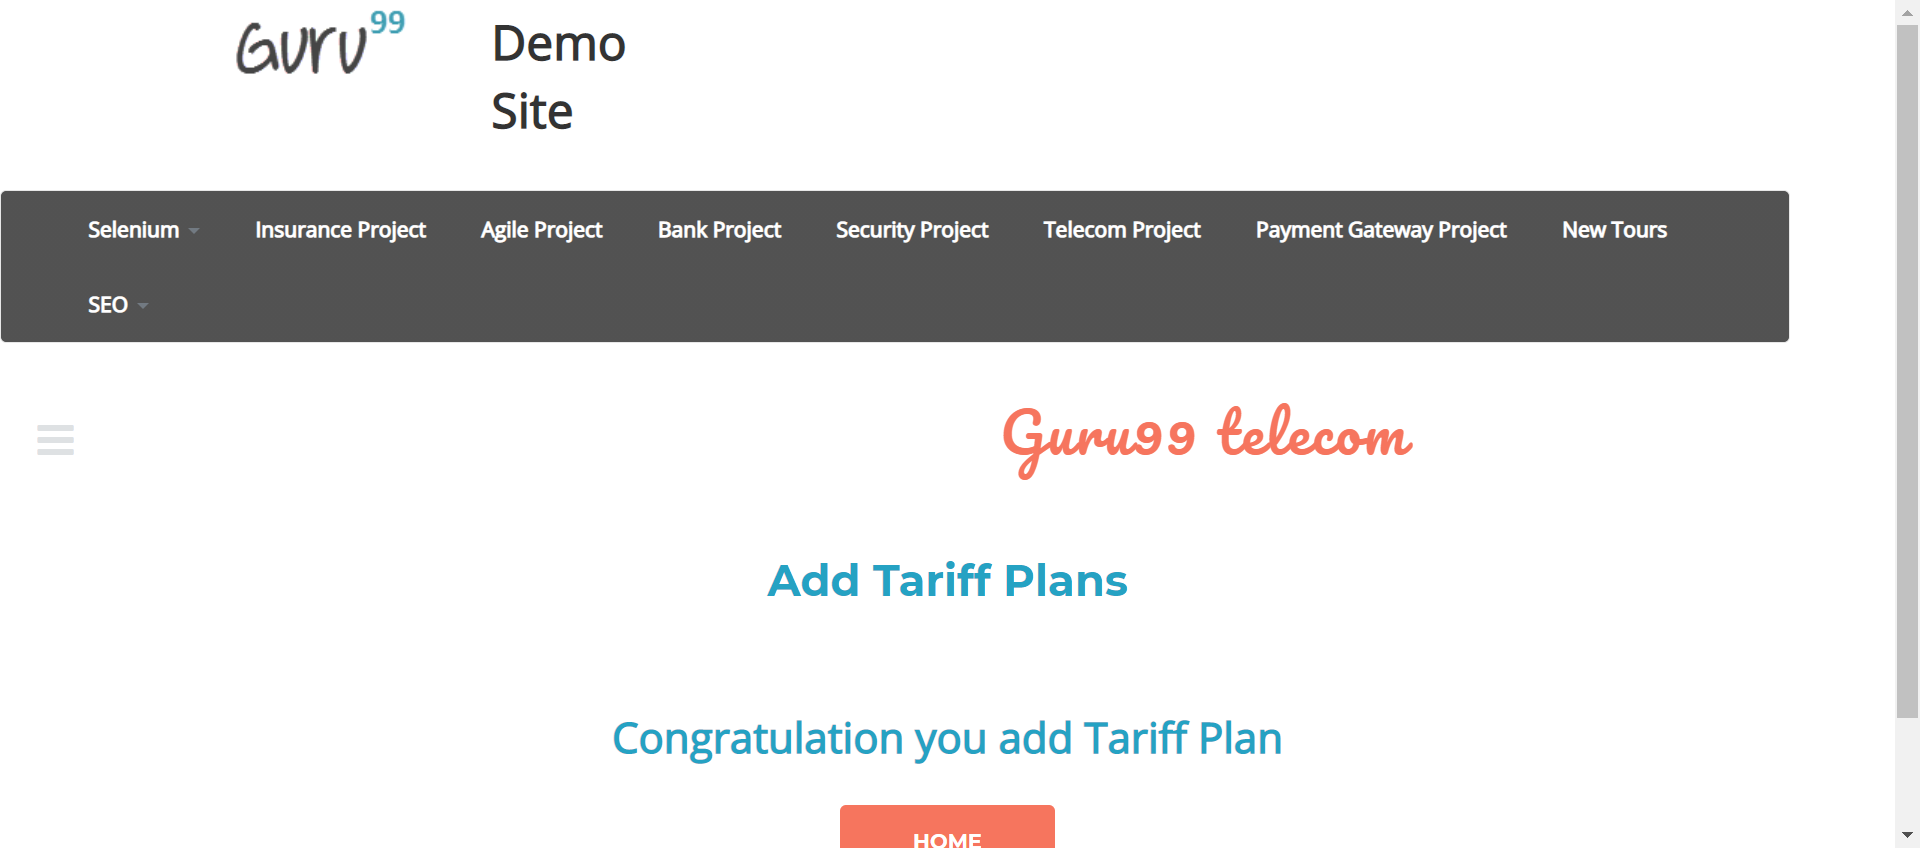 Guru99
Demo
Site
Selenium
Insurance Project
Agile Project
Bank Project
Security Project
Telecom Project
Payment Gateway Project
New Tours
SEO
Guru99 telecom
Add Tariff Plans
Congratulation you add Tariff Plan
HOME